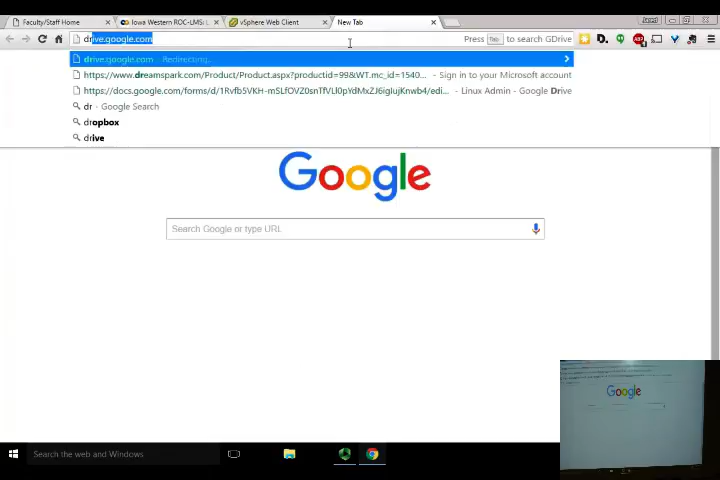 Faculty/Staff Home
Iowa Western ROC-LMS: I
vSphere Web Client
New Tab
Jared
drive.google.com
Press Tab to search GDrive
drive.google.com - Redirecting...
https://www.dreamspark.com/Product/Product.aspx?productid=99&WT.mc_id=1540... - Sign in to your Microsoft account
https://docs.google.com/forms/d/1Rvfb5VKH-mSLfOVZ0snTfVLl0pYdMxZJ6igIujKnwb4/edi... - Linux Admin - Google Drive
dr - Google Search
dropbox
drive
Google
Search Google or type URL
Google
Search the web and Windows